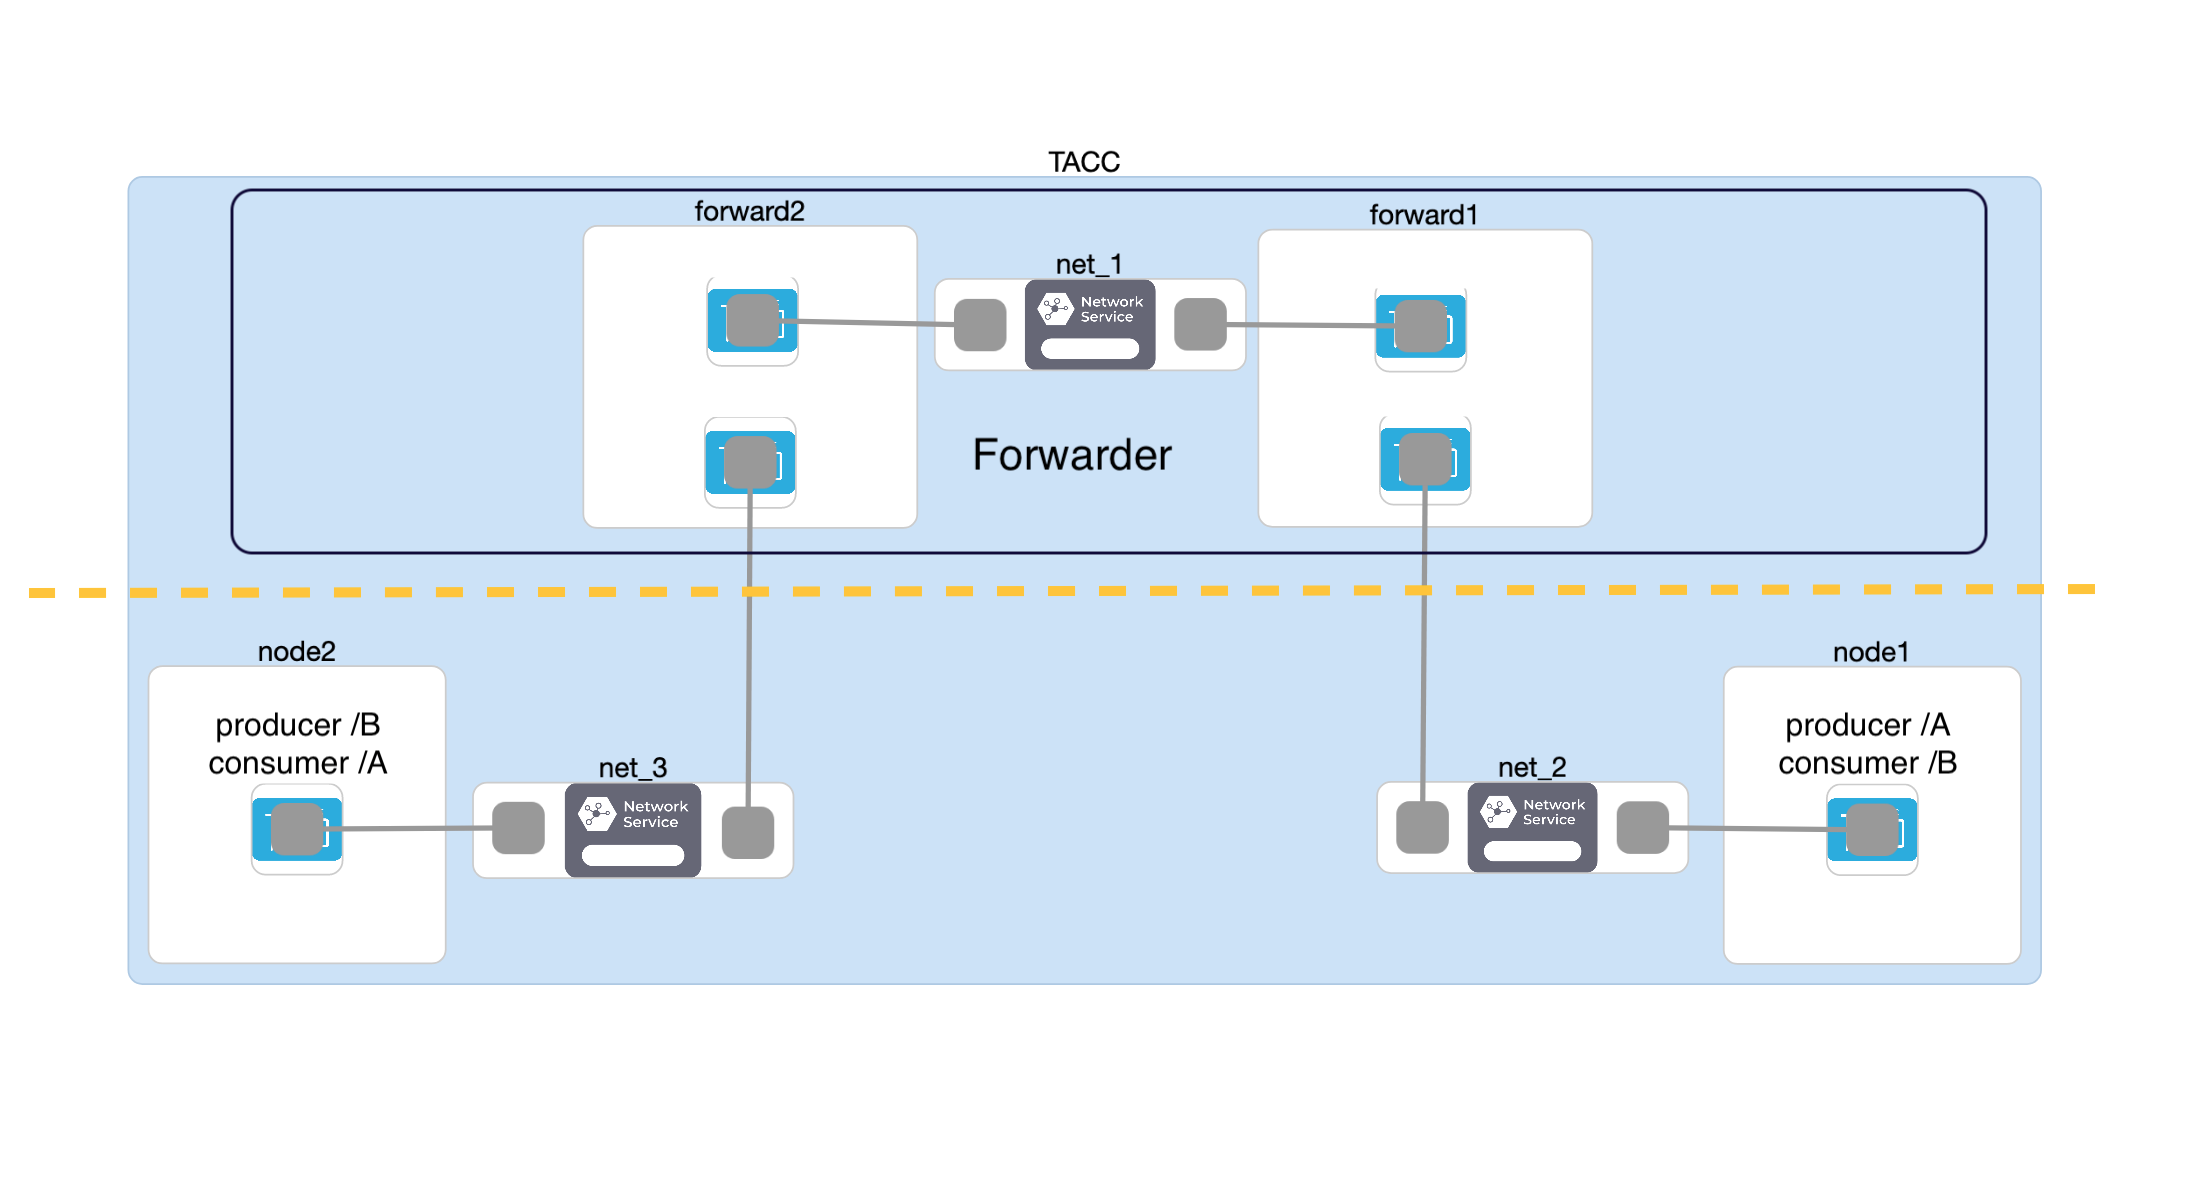 TACC
forward2
forward1
net_1
Network
Service
Forwarder
node2
node1
producer /B
consumer /A
producer /A
consumer /B
net_3
Network
Service
net_2
Network
Service